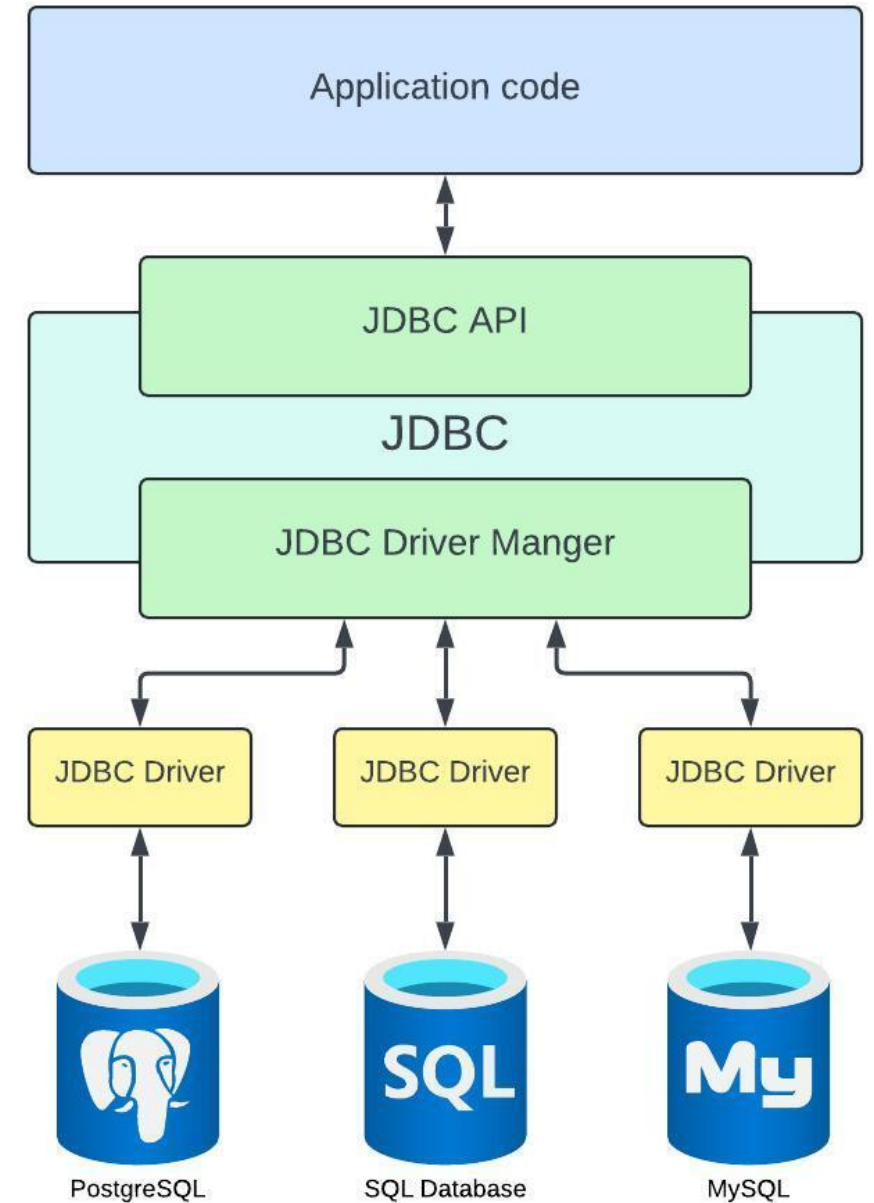 Application code
JDBC API
JDBC
JDBC Driver Manger
JDBC Driver
JDBC Driver
JDBC Driver
SQL
My
PostgreSQL
SQL Database
MySQL